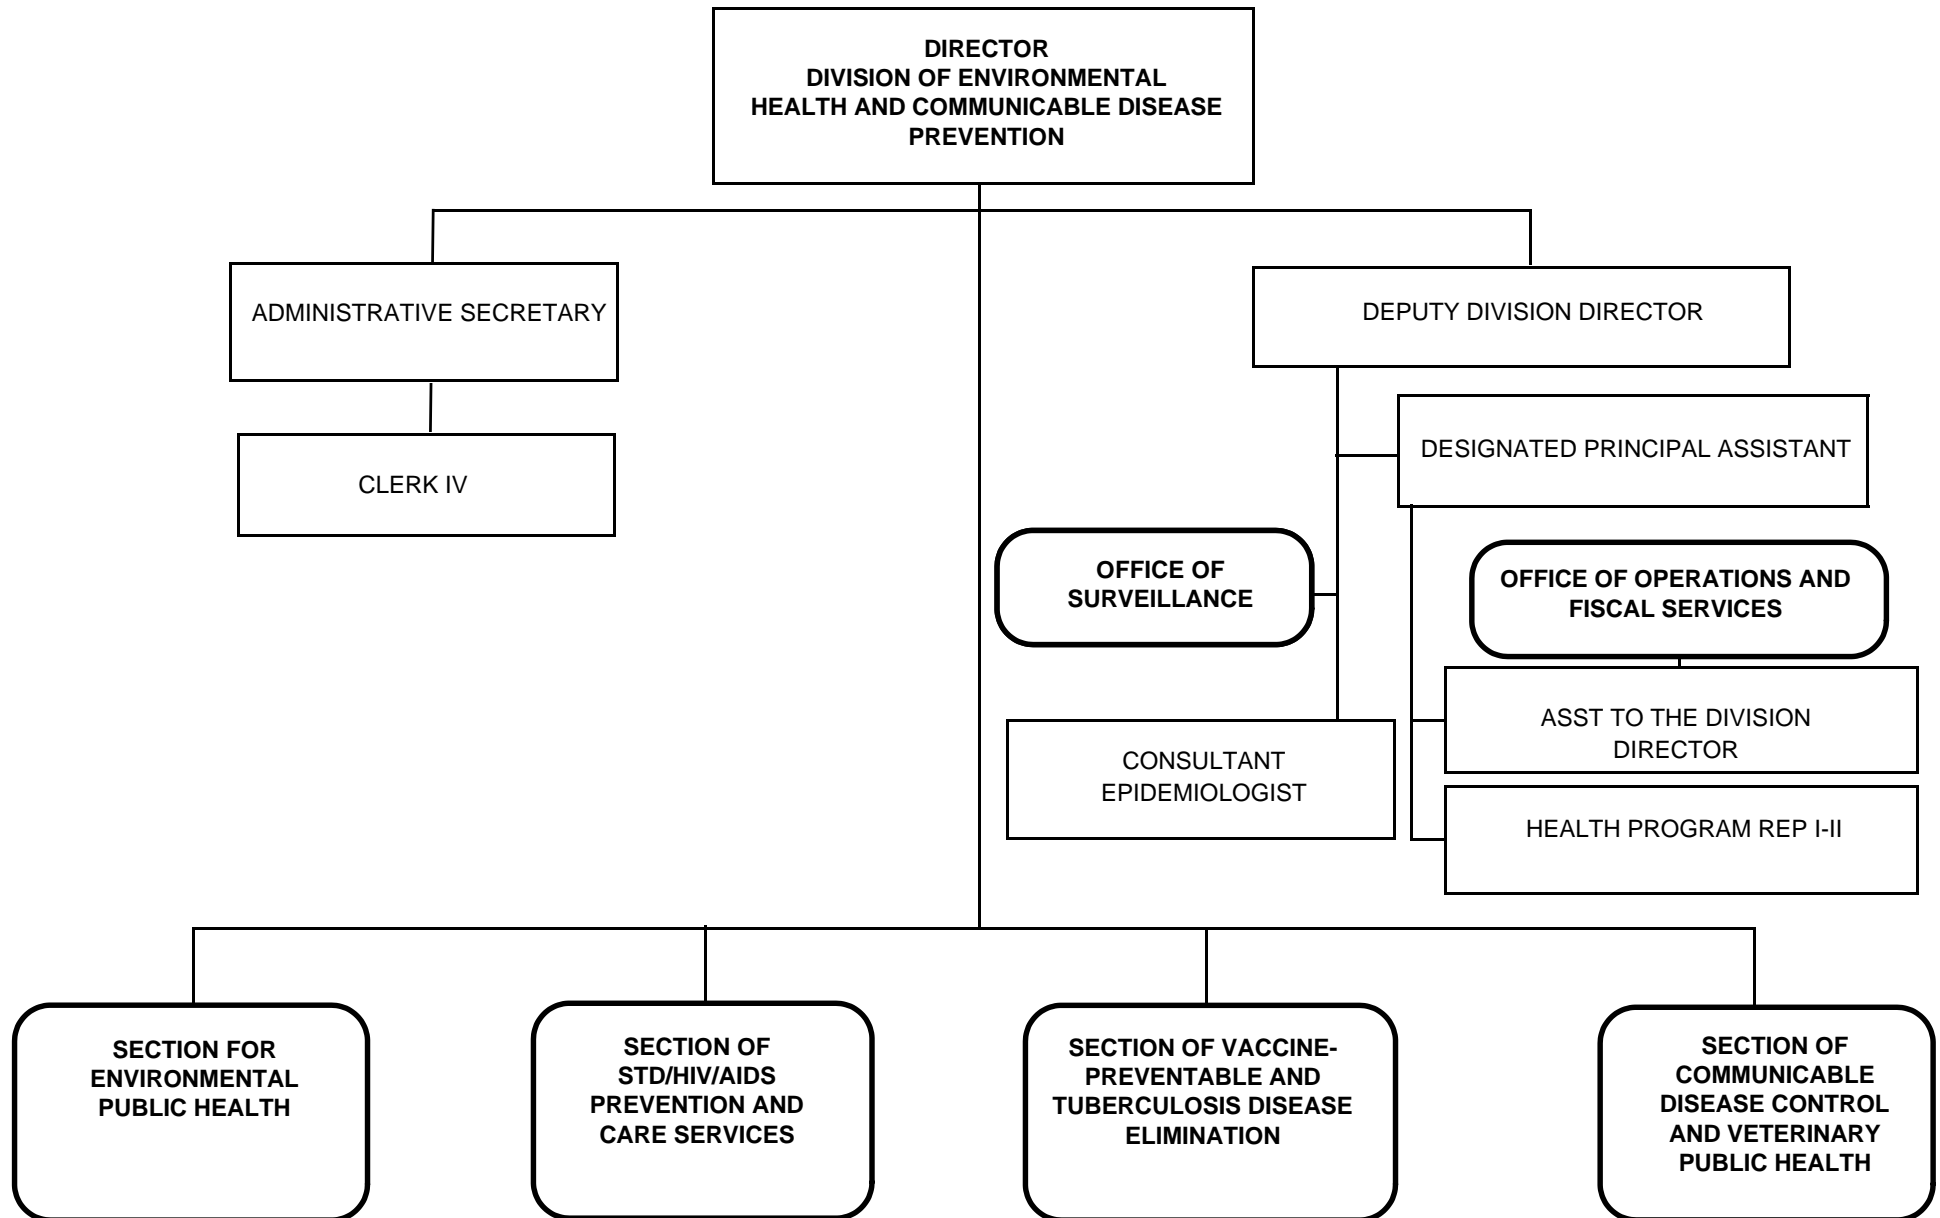 DIRECTOR
DIVISION OF ENVIRONMENTAL
HEALTH AND COMMUNICABLE DISEASE
PREVENTION
ADMINISTRATIVE SECRETARY
DEPUTY DIVISION DIRECTOR
CLERK IV
DESIGNATED PRINCIPAL ASSISTANT
OFFICE OF
SURVEILLANCE
OFFICE OF OPERATIONS AND
FISCAL SERVICES
CONSULTANT
EPIDEMIOLOGIST
ASST TO THE DIVISION
DIRECTOR
HEALTH PROGRAM REP I-II
SECTION FOR
ENVIRONMENTAL
PUBLIC HEALTH
SECTION OF
STD/HIV/AIDS
PREVENTION AND
CARE SERVICES
SECTION OF VACCINE-
PREVENTABLE AND
TUBERCULOSIS DISEASE
ELIMINATION
SECTION OF
COMMUNICABLE
DISEASE CONTROL
AND VETERINARY
PUBLIC HEALTH